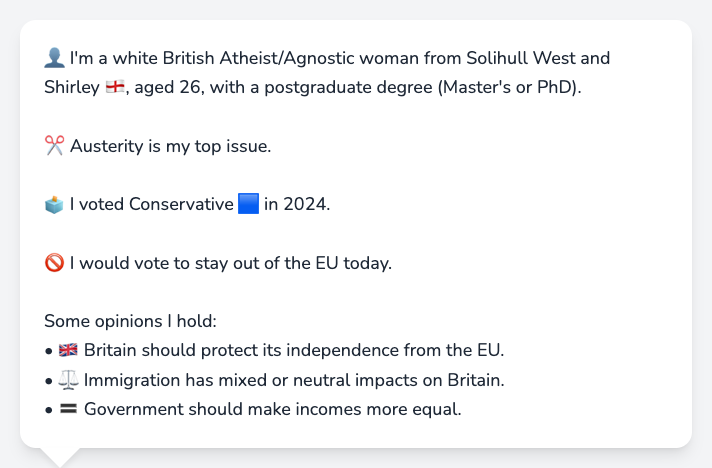 👤 I'm a white British Atheist/Agnostic woman from Solihull West and
Shirley 🏴󠁧󠁢󠁥󠁮󠁧󠁿, aged 26, with a postgraduate degree (Master's or PhD).
✂️ Austerity is my top issue.
🗳️ I voted Conservative 🟦 in 2024.
🚫 I would vote to stay out of the EU today.
Some opinions I hold:
• 🇬🇧 Britain should protect its independence from the EU.
• ⚖️ Immigration has mixed or neutral impacts on Britain.
• 🟰 Government should make incomes more equal.